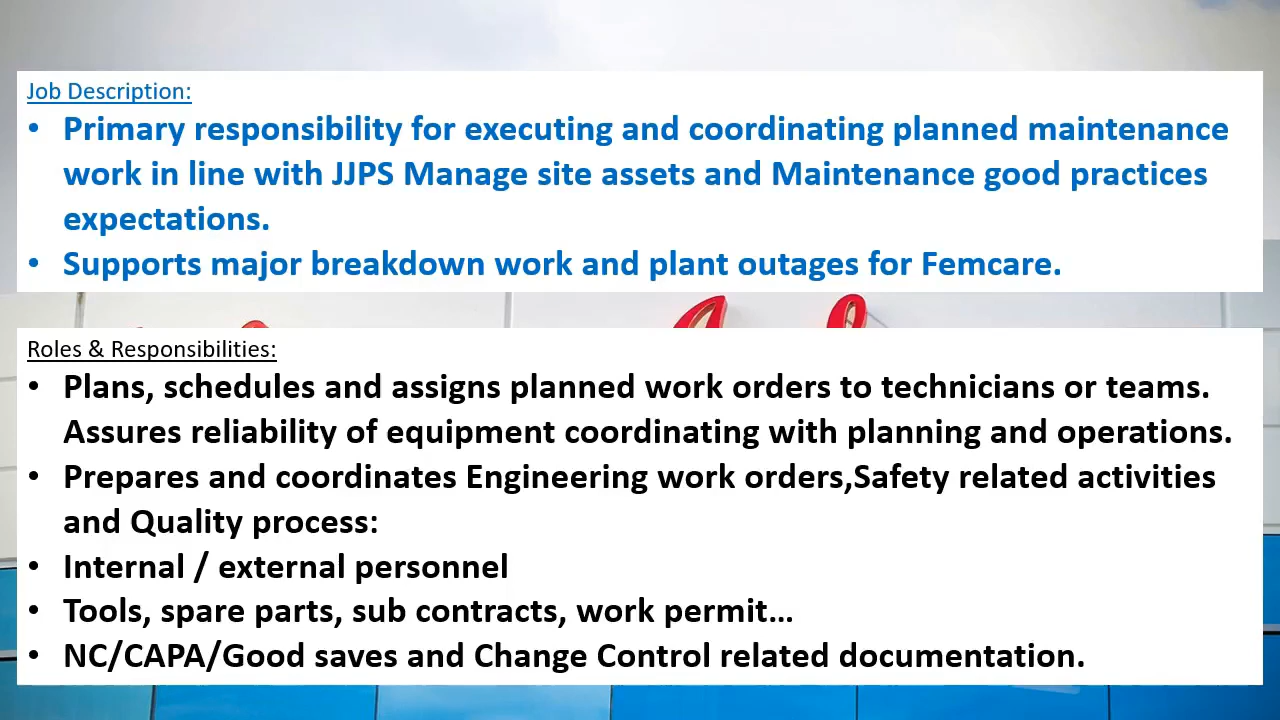 Job Description:
• Primary responsibility for executing and coordinating planned maintenance
work in line with JJPS Manage site assets and Maintenance good practices
expectations.
• Supports major breakdown work and plant outages for Femcare.
Roles & Responsibilities:
• Plans, schedules and assigns planned work orders to technicians or teams.
Assures reliability of equipment coordinating with planning and operations.
• Prepares and coordinates Engineering work orders,Safety related activities
and Quality process:
• Internal / external personnel
• Tools, spare parts, sub contracts, work permit...
• NC/CAPA/Good saves and Change Control related documentation.